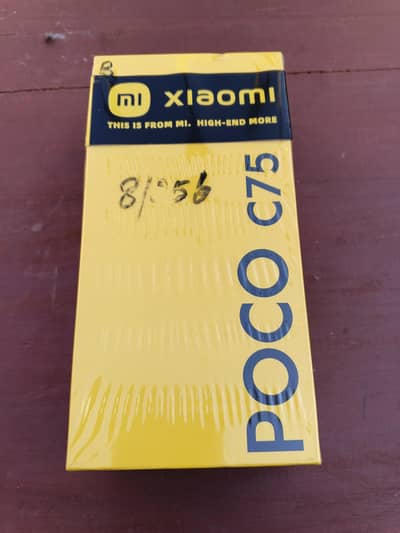 B
mi xiaomi
THIS IS FROM MI. HIGH-END MORE
8/256
POCO C75